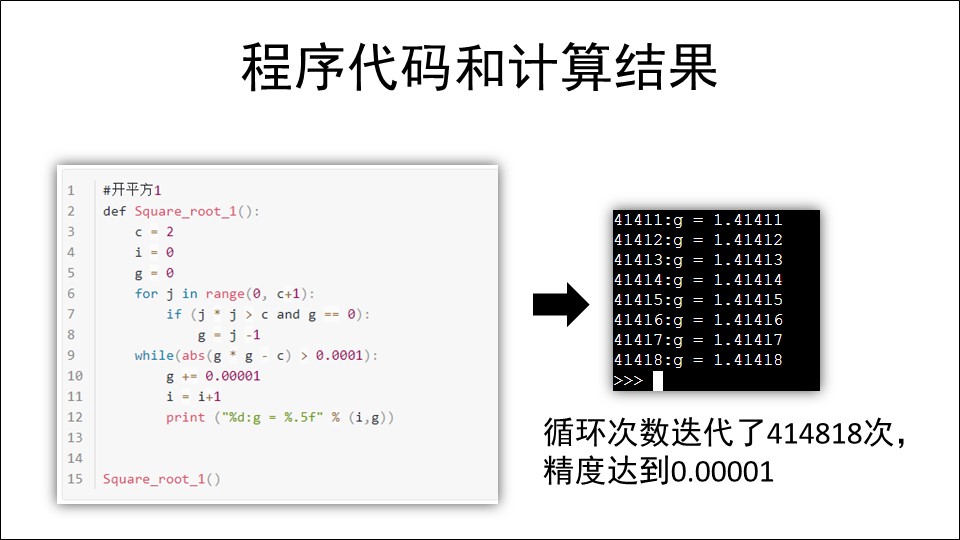 程序代码和计算结果
1 #开平方1
2 def Square_root_1():
3     c = 2
4     i = 0
5     g = 0
6     for j in range(0, c+1):
7         if (j * j > c and g == 0):
8             g = j -1
9     while(abs(g * g - c) > 0.0001):
10         g += 0.00001
11         i = i+1
12         print ("%d:g = %.5f" % (i,g))
13
14
15 Square_root_1()
41411:g = 1.41411
41412:g = 1.41412
41413:g = 1.41413
41414:g = 1.41414
41415:g = 1.41415
41416:g = 1.41416
41417:g = 1.41417
41418:g = 1.41418
>>>
循环次数迭代了414818次，
精度达到0.00001